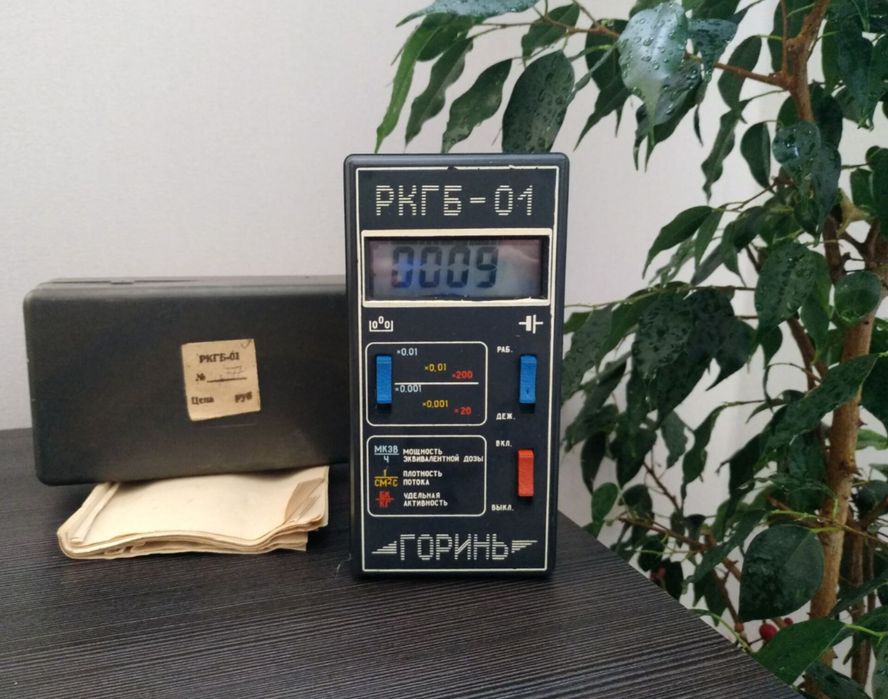 РКГБ-01
0009
РАБ.
×0.01
×0,01
×200
×0.001
×0,001
×20
ДЕЖ.
МКЗВ
Ч
МОЩНОСТЬ
ЭКВИВАЛЕНТНОЙ ДОЗЫ
ВКЛ.
1
СМ²С
ПЛОТНОСТЬ
ПОТОКА
БК
КГ
УДЕЛЬНАЯ
АКТИВНОСТЬ
ВЫКЛ.
ГОРИНЬ
РКГБ-01
№
Цена руб